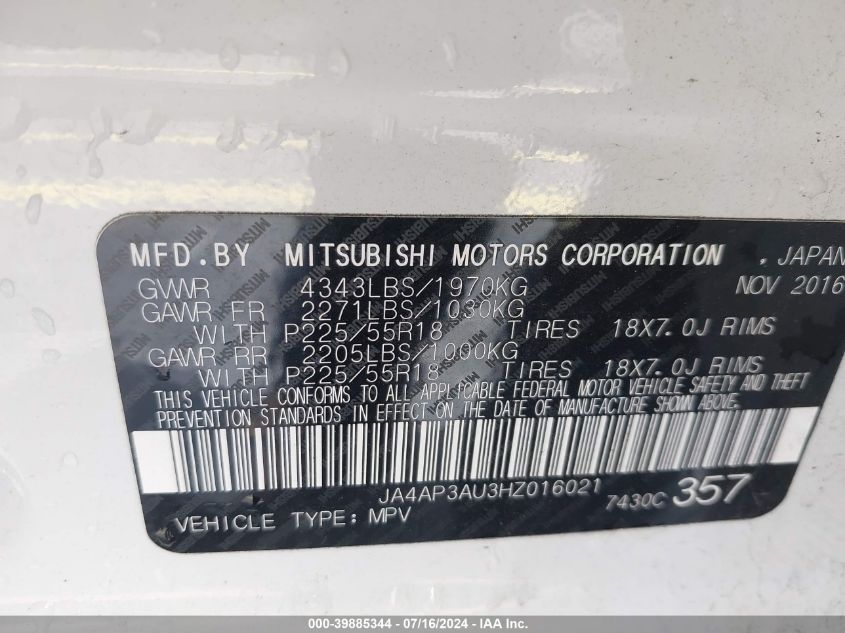 MFD. BY MITSUBISHI MOTORS CORPORATION , JAPAN
GVWR 4343LBS/1970KG NOV 2016
GAWR FR 2271LBS/1030KG
WITH P225/55R18 TIRES 18X7.0J RIMS
GAWR RR 2205LBS/1000KG
WITH P225/55R18 TIRES 18X7.0J RIMS
THIS VEHICLE CONFORMS TO ALL APPLICABLE FEDERAL MOTOR VEHICLE SAFETY AND THEFT
PREVENTION STANDARDS IN EFFECT ON THE DATE OF MANUFACTURE SHOWN ABOVE.
JA4AP3AU3HZ016021
7430C 357
VEHICLE TYPE: MPV
000-39885344 - 07/16/2024 - IAA Inc.